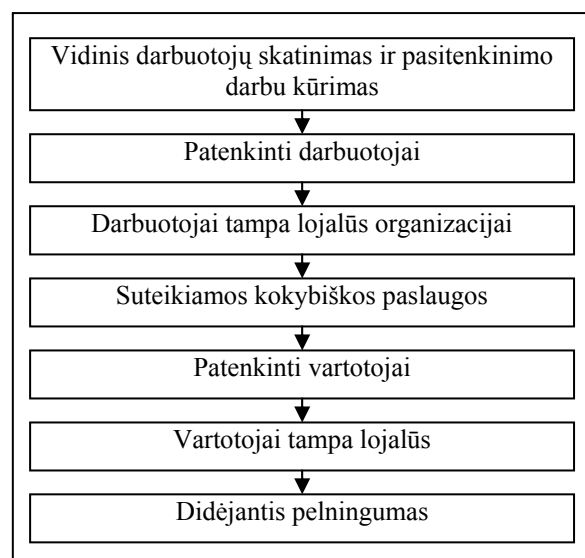 Vidinis darbuotojų skatinimas ir pasitenkinimo
darbu kūrimas
Patenkinti darbuotojai
Darbuotojai tampa lojalūs organizacijai
Suteikiamos kokybiškos paslaugos
Patenkinti vartotojai
Vartotojai tampa lojalūs
Didėjantis pelningumas